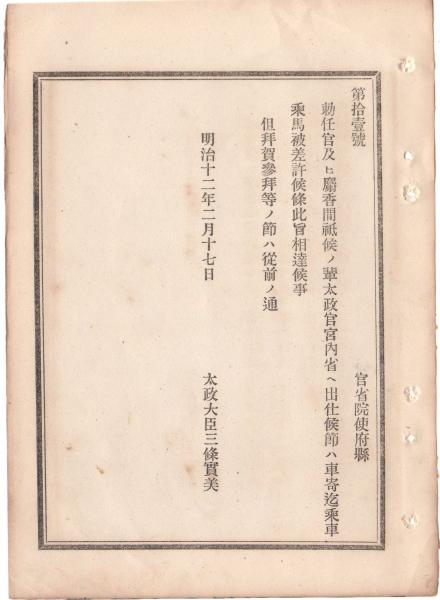 第拾壹號
官省院使府縣
勅任官及ヒ麝香間祗候ノ輩太政官宮內省ヘ出仕候節ハ車寄迄乘車
乘馬被差許候條此旨相達候事
但拜賀參拜等ノ節ハ從前ノ通
明治十二年二月十七日
太政大臣三條實美